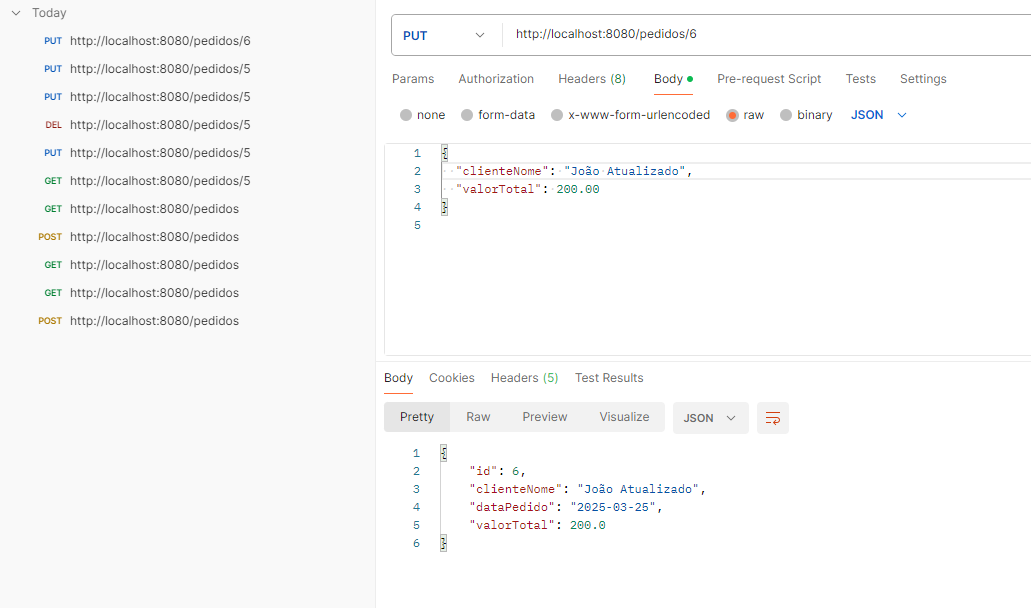 Today
PUT http://localhost:8080/pedidos/6
PUT http://localhost:8080/pedidos/5
PUT http://localhost:8080/pedidos/5
DEL http://localhost:8080/pedidos/5
PUT http://localhost:8080/pedidos/5
GET http://localhost:8080/pedidos/5
GET http://localhost:8080/pedidos
POST http://localhost:8080/pedidos
GET http://localhost:8080/pedidos
GET http://localhost:8080/pedidos
POST http://localhost:8080/pedidos
PUT http://localhost:8080/pedidos/6
Params Authorization Headers (8) Body Pre-request Script Tests Settings
none form-data x-www-form-urlencoded raw binary JSON
1 {
2 "clienteNome": "João Atualizado",
3 "valorTotal": 200.00
4 }
5
Body Cookies Headers (5) Test Results
Pretty Raw Preview Visualize JSON
1 {
2 "id": 6,
3 "clienteNome": "João Atualizado",
4 "dataPedido": "2025-03-25",
5 "valorTotal": 200.0
6 }